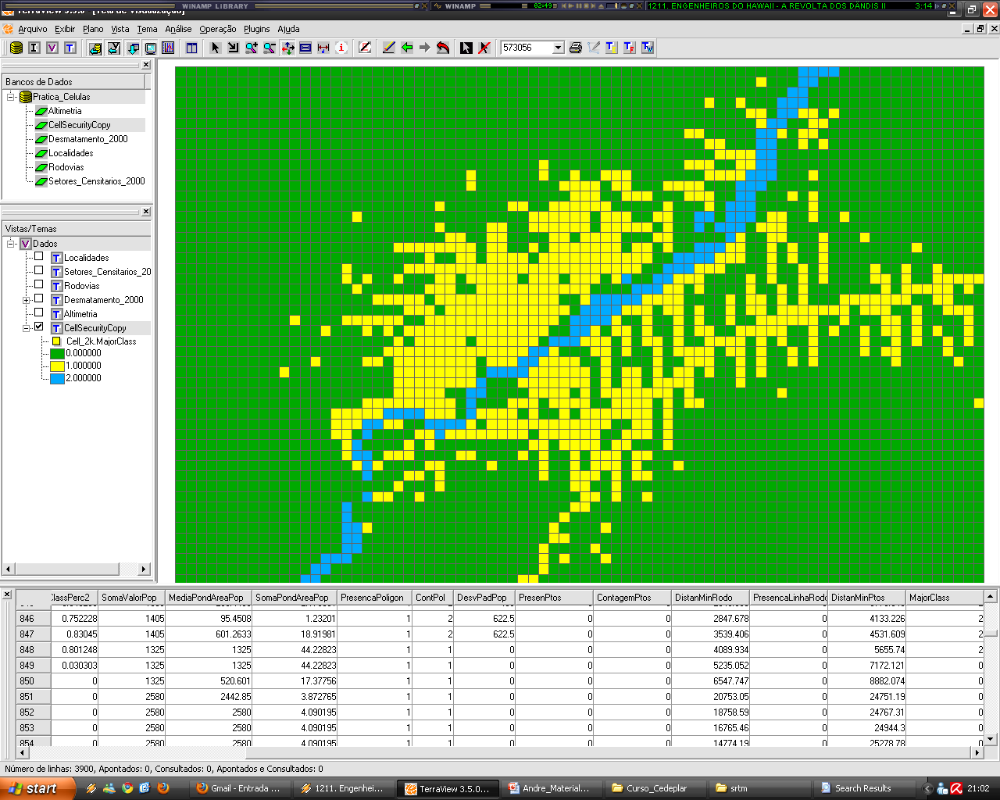 WINAMP LIBRARY
WINAMP
02:49
1211. ENGENHEIROS DO HAWAII - A REVOLTA DOS DÂNDIS II
3:14
TerraView 3.5.0 - [Tela de Visualização]
Arquivo Exibir Plano Vista Tema Análise Operação Plugins Ajuda
573056
Bancos de Dados
Pratica_Celulas
Altimetria
CellSecurityCopy
Desmatamento_2000
Localidades
Rodovias
Setores_Censitarios_2000
Vistas/Temas
Dados
Localidades
Setores_Censitarios_20
Rodovias
Desmatamento_2000
Altimetria
CellSecurityCopy
Cell_2k.MajorClass
0.000000
1.000000
2.000000
ClassPerc2 SomaValorPop MediaPondAreaPop SomaPondAreaPop PresencaPoligon ContPol DesvPadPop PresenPtos ContagemPtos DistanMinRodo PresencaLinhaRodo DistanMinPtos MajorClass
846 0.752228 1405 95.4508 1.23201 1 2 622.5 0 0 2847.678 0 4133.226 2
847 0.83045 1405 601.2633 18.91981 1 2 622.5 0 0 3539.406 0 4531.609 2
848 0.801248 1325 1325 44.22823 1 1 0 0 0 4089.934 0 5655.74 2
849 0.030303 1325 1325 44.22823 1 1 0 0 0 5235.052 0 7172.121 0
850 0 1325 520.601 17.37756 1 1 0 0 0 6547.747 0 8882.074 0
851 0 2580 2442.85 3.872765 1 1 0 0 0 20753.05 0 24751.19 0
852 0 2580 2580 4.090195 1 1 0 0 0 18758.59 0 24767.31 0
853 0 2580 2580 4.090195 1 1 0 0 0 16765.46 0 24944.3 0
854 0 2580 2580 4.090195 1 1 0 0 0 14774.19 0 25278.78 0
Número de linhas: 3900, Apontados: 0, Consultados: 0, Apontados e Consultados: 0
start
Gmail - Entrada ...
1211. Engenhei...
TerraView 3.5.0...
Andre_Material...
Curso_Cedeplar
srtm
Search Results
21:02